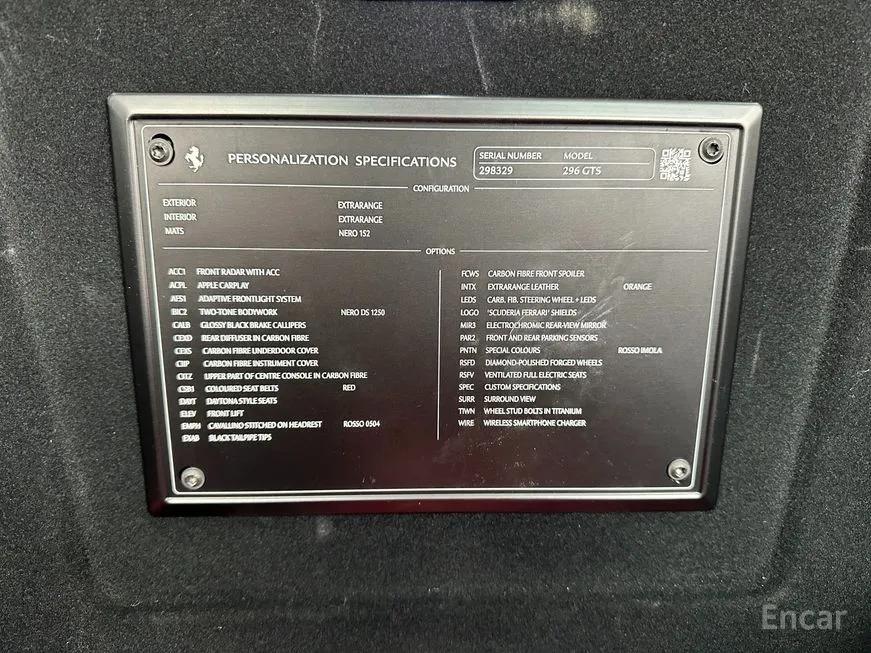 PERSONALIZATION SPECIFICATIONS
SERIAL NUMBER MODEL
298329 296 GTS
CONFIGURATION
EXTERIOR EXTRARANGE
INTERIOR EXTRARANGE
MATS NERO 152
OPTIONS
ACC1 FRONT RADAR WITH ACC
ACPL APPLE CARPLAY
AFS1 ADAPTIVE FRONTLIGHT SYSTEM
BIC2 TWO-TONE BODYWORK NERO DS 1250
CALB GLOSSY BLACK BRAKE CALLIPERS
CEXD REAR DIFFUSER IN CARBON FIBRE
CEXS CARBON FIBRE UNDERDOOR COVER
CIIP CARBON FIBRE INSTRUMENT COVER
CITZ UPPER PART OF CENTRE CONSOLE IN CARBON FIBRE
CSB1 COLOURED SEAT BELTS RED
DAYT DAYTONA STYLE SEATS
ELEV FRONT LIFT
EMPH CAVALLINO STITCHED ON HEADREST ROSSO 0504
EXAB BLACK TAILPIPE TIPS
FCWS CARBON FIBRE FRONT SPOILER
INTX EXTRARANGE LEATHER ORANGE
LEDS CARB. FIB. STEERING WHEEL + LEDS
LOGO 'SCUDERIA FERRARI' SHIELDS
MIR3 ELECTROCHROMIC REAR-VIEW MIRROR
PAR2 FRONT AND REAR PARKING SENSORS
PNTN SPECIAL COLOURS ROSSO IMOLA
RSFD DIAMOND-POLISHED FORGED WHEELS
RSFV VENTILATED FULL ELECTRIC SEATS
SPEC CUSTOM SPECIFICATIONS
SURR SURROUND VIEW
TIWN WHEEL STUD BOLTS IN TITANIUM
WIRE WIRELESS SMARTPHONE CHARGER
Encar